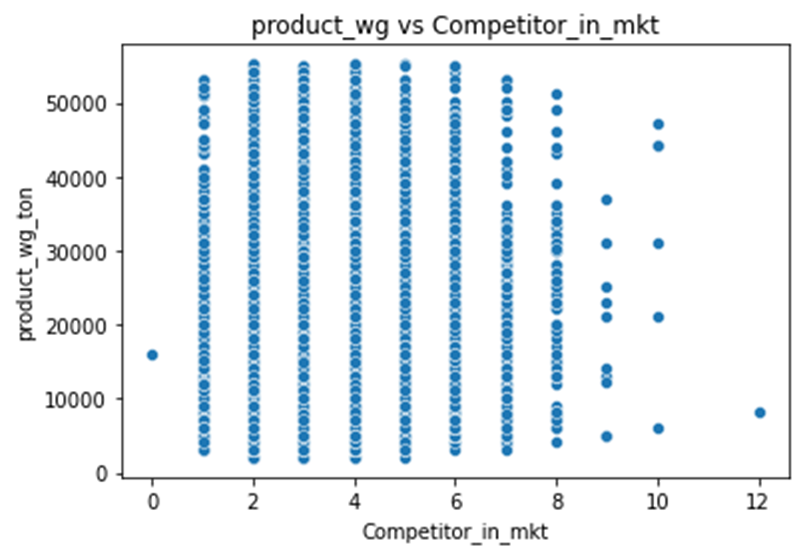 product_wg vs Competitor_in_mkt
50000
40000
30000
20000
10000
0
product_wg_ton
0 2 4 6 8 10 12
Competitor_in_mkt